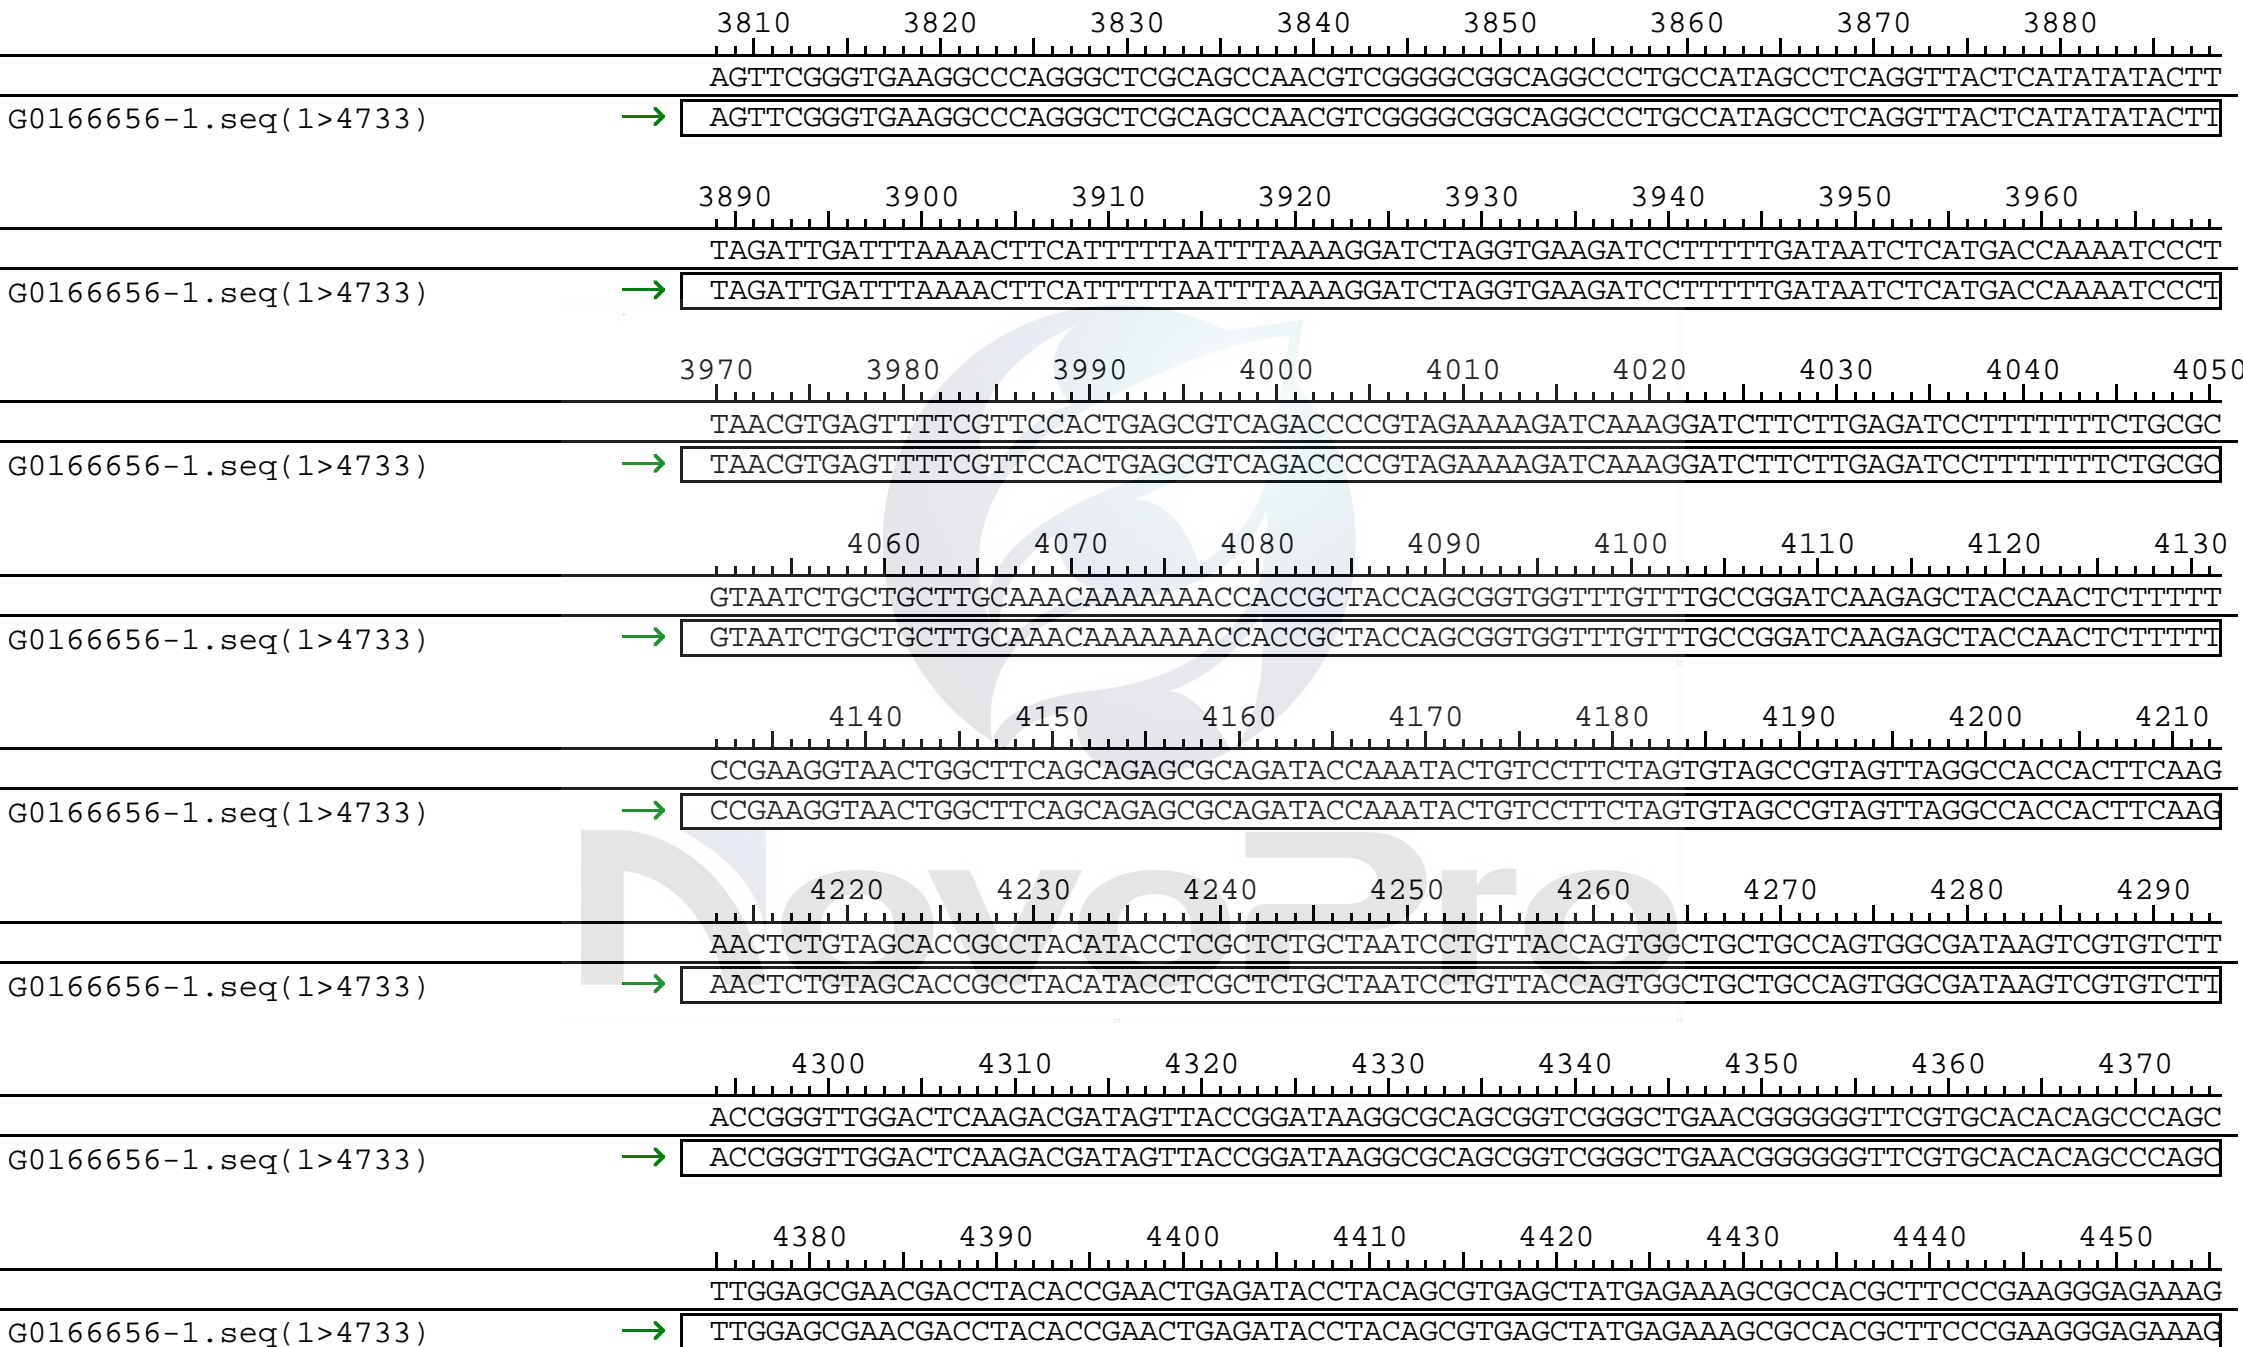 3810 3820 3830 3840 3850 3860 3870 3880
AGTTCGGGTGAAGGCCCAGGGCTCGCAGCCAACGTCGGGGCGGCAGGCCCTGCCATAGCCTCAGGTTACTCATATATACTT
G0166656-1.seq(1>4733) → AGTTCGGGTGAAGGCCCAGGGCTCGCAGCCAACGTCGGGGCGGCAGGCCCTGCCATAGCCTCAGGTTACTCATATATACTT
3890 3900 3910 3920 3930 3940 3950 3960
TAGATTGATTTAAAACTTCATTTTTAATTTAAAAGGATCTAGGTGAAGATCCTTTTTGATAATCTCATGACCAAAATCCCT
G0166656-1.seq(1>4733) → TAGATTGATTTAAAACTTCATTTTTAATTTAAAAGGATCTAGGTGAAGATCCTTTTTGATAATCTCATGACCAAAATCCCT
3970 3980 3990 4000 4010 4020 4030 4040 4050
TAACGTGAGTTTTCGTTCCACTGAGCGTCAGACCCCGTAGAAAAGATCAAAGGATCTTCTTGAGATCCTTTTTTTCTGCGC
G0166656-1.seq(1>4733) → TAACGTGAGTTTTCGTTCCACTGAGCGTCAGACCCCGTAGAAAAGATCAAAGGATCTTCTTGAGATCCTTTTTTTCTGCGC
4060 4070 4080 4090 4100 4110 4120 4130
GTAATCTGCTGCTTGCAAACAAAAAAACCACCGCTACCAGCGGTGGTTTGTTTGCCGGATCAAGAGCTACCAACTCTTTTT
G0166656-1.seq(1>4733) → GTAATCTGCTGCTTGCAAACAAAAAAACCACCGCTACCAGCGGTGGTTTGTTTGCCGGATCAAGAGCTACCAACTCTTTTT
4140 4150 4160 4170 4180 4190 4200 4210
CCGAAGGTAACTGGCTTCAGCAGAGCGCAGATACCAAATACTGTCCTTCTAGTGTAGCCGTAGTTAGGCCACCACTTCAAG
G0166656-1.seq(1>4733) → CCGAAGGTAACTGGCTTCAGCAGAGCGCAGATACCAAATACTGTCCTTCTAGTGTAGCCGTAGTTAGGCCACCACTTCAAG
NovoPro
4220 4230 4240 4250 4260 4270 4280 4290
AACTCTGTAGCACCGCCTACATACCTCGCTCTGCTAATCCTGTTACCAGTGGCTGCTGCCAGTGGCGATAAGTCGTGTCTT
G0166656-1.seq(1>4733) → AACTCTGTAGCACCGCCTACATACCTCGCTCTGCTAATCCTGTTACCAGTGGCTGCTGCCAGTGGCGATAAGTCGTGTCTT
4300 4310 4320 4330 4340 4350 4360 4370
ACCGGGTTGGACTCAAGACGATAGTTACCGGATAAGGCGCAGCGGTCGGGCTGAACGGGGGGTTCGTGCACACAGCCCAGC
G0166656-1.seq(1>4733) → ACCGGGTTGGACTCAAGACGATAGTTACCGGATAAGGCGCAGCGGTCGGGCTGAACGGGGGGTTCGTGCACACAGCCCAGC
4380 4390 4400 4410 4420 4430 4440 4450
TTGGAGCGAACGACCTACACCGAACTGAGATACCTACAGCGTGAGCTATGAGAAAGCGCCACGCTTCCCGAAGGGAGAAAG
G0166656-1.seq(1>4733) → TTGGAGCGAACGACCTACACCGAACTGAGATACCTACAGCGTGAGCTATGAGAAAGCGCCACGCTTCCCGAAGGGAGAAAG